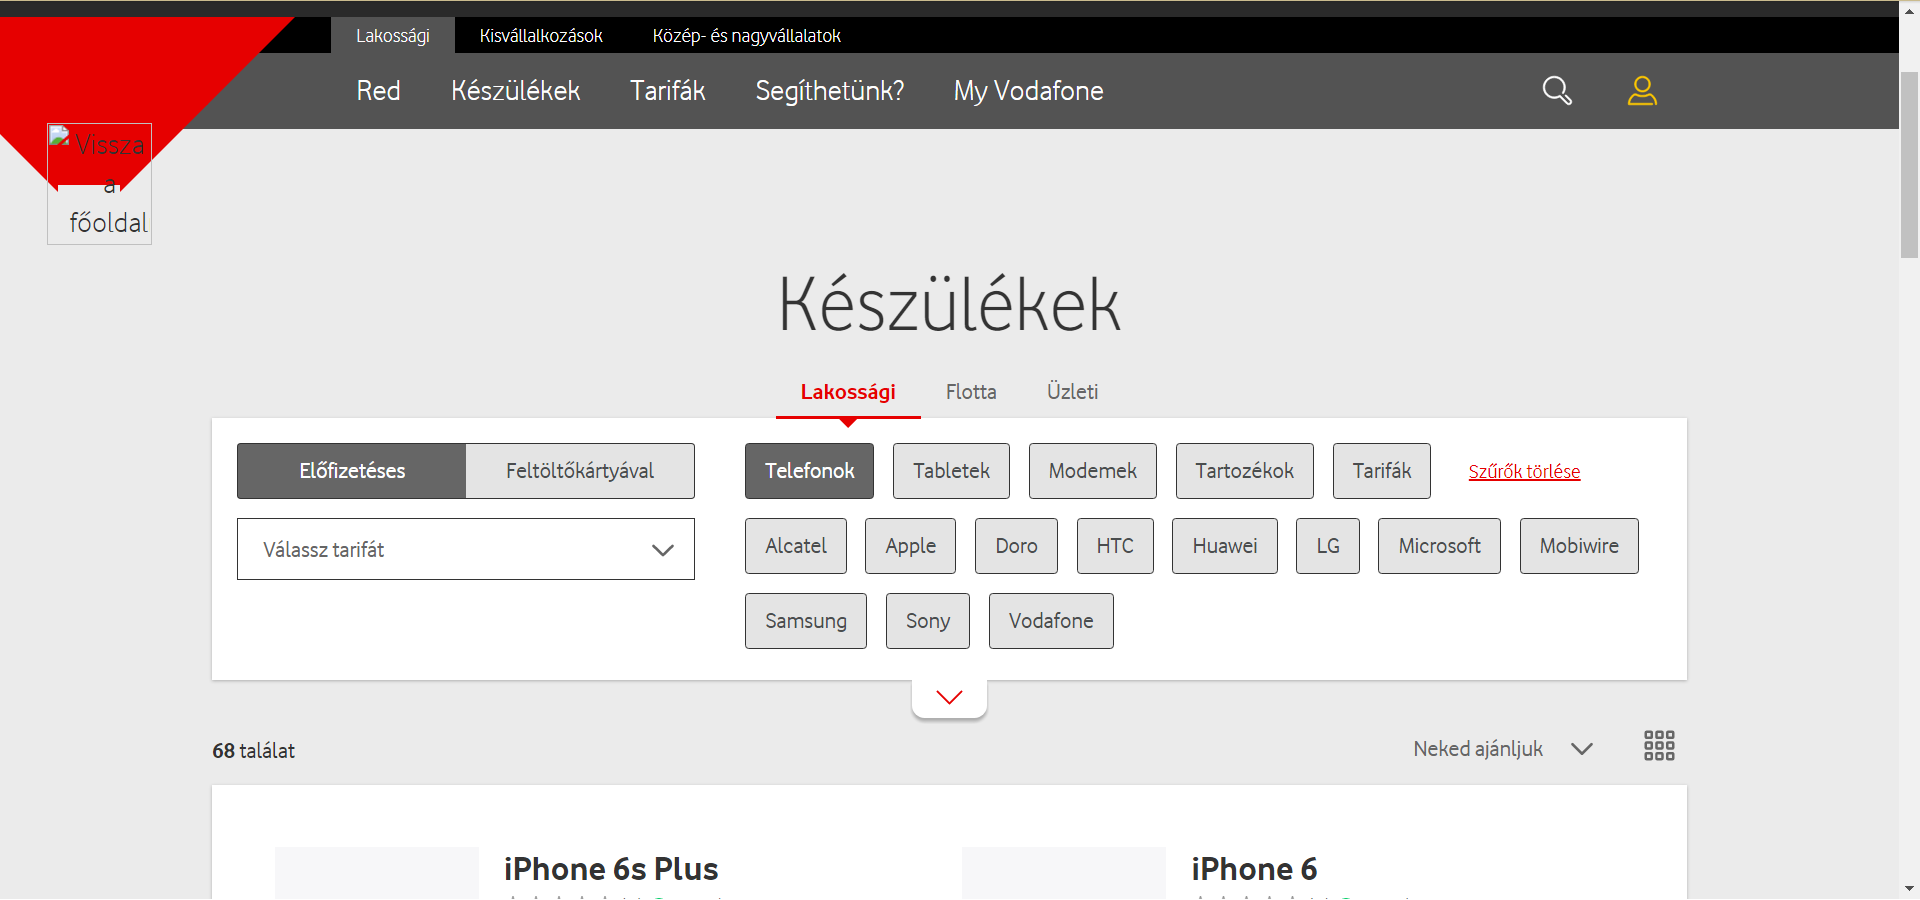 Lakossági Kisvállalkozások Közép- és nagyvállalatok
Red Készülékek Tarifák Segíthetünk? My Vodafone
Vissza
a
főoldal
Készülékek
Lakossági Flotta Üzleti
Előfizetéses Feltöltőkártyával
Válassz tarifát
Telefonok Tabletek Modemek Tartozékok Tarifák Szűrők törlése
Alcatel Apple Doro HTC Huawei LG Microsoft Mobiwire
Samsung Sony Vodafone
68 találat
Neked ajánljuk
iPhone 6s Plus
iPhone 6